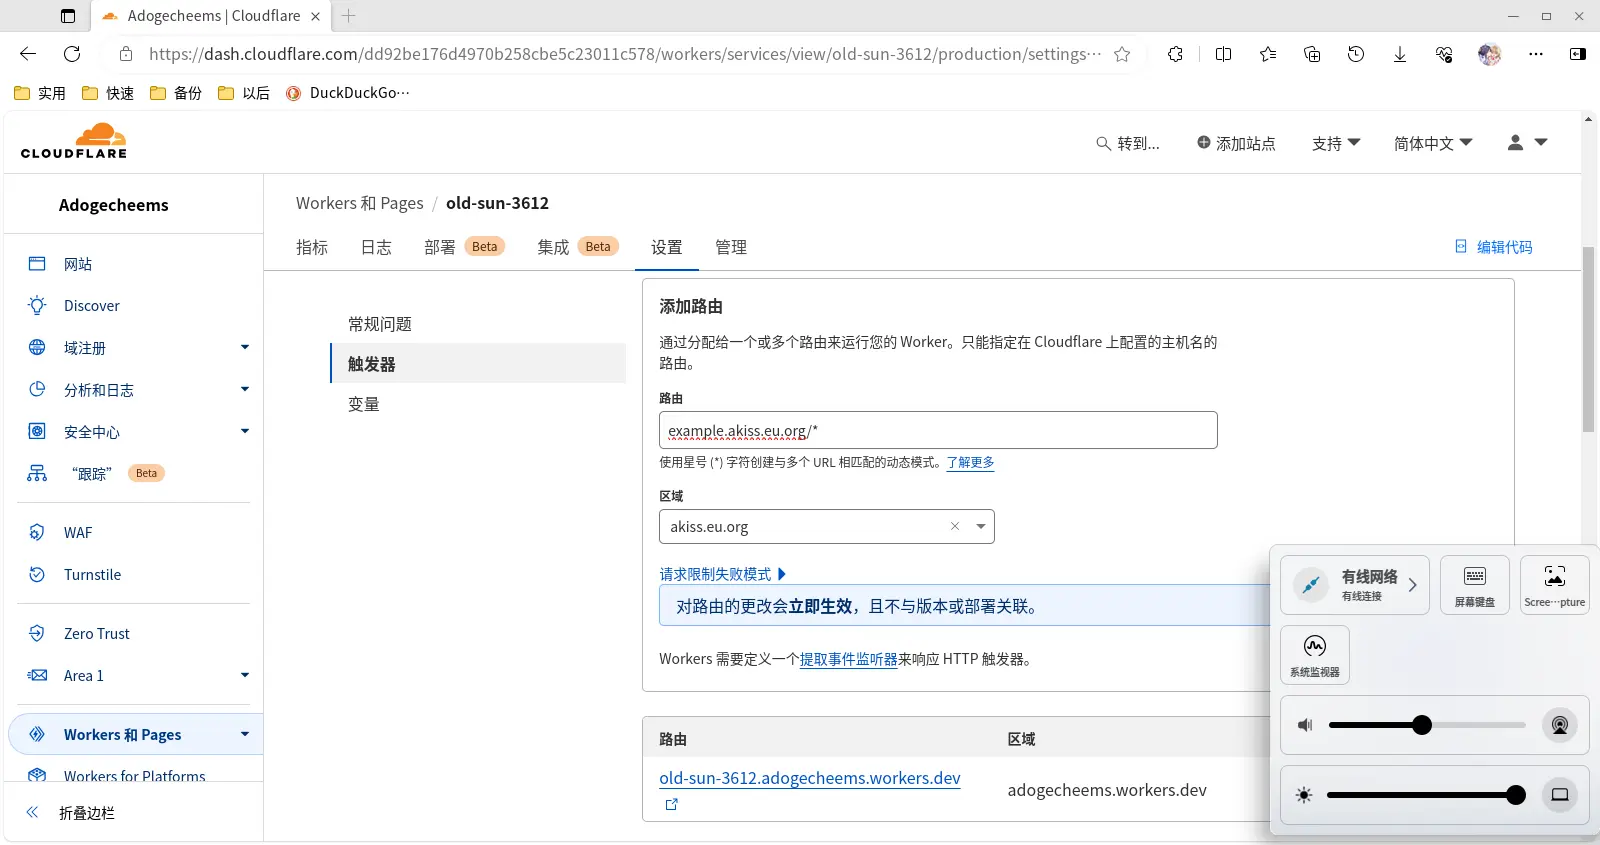 Adogecheems | Cloudflare
https://dash.cloudflare.com/dd92be176d4970b258cbe5c23011c578/workers/services/view/old-sun-3612/production/settings…
实用
快速
备份
以后
DuckDuckGo…
CLOUDFLARE
转到...
添加站点
支持
简体中文
Adogecheems
网站
Discover
域注册
分析和日志
安全中心
“跟踪” Beta
WAF
Turnstile
Zero Trust
Area 1
Workers 和 Pages
Workers for Platforms
折叠边栏
Workers 和 Pages / old-sun-3612
指标
日志
部署 Beta
集成 Beta
设置
管理
编辑代码
常规问题
触发器
变量
添加路由
通过分配给一个或多个路由来运行您的 Worker。只能指定在 Cloudflare 上配置的主机名的
路由。
路由
example.akiss.eu.org/*
使用星号 (*) 字符创建与多个 URL 相匹配的动态模式。了解更多
区域
akiss.eu.org
请求限制失败模式
对路由的更改会立即生效，且不与版本或部署关联。
Workers 需要定义一个提取事件监听器来响应 HTTP 触发器。
路由
区域
old-sun-3612.adogecheems.workers.dev
adogecheems.workers.dev
有线网络
有线连接
屏幕键盘
Scree…pture
系统监视器